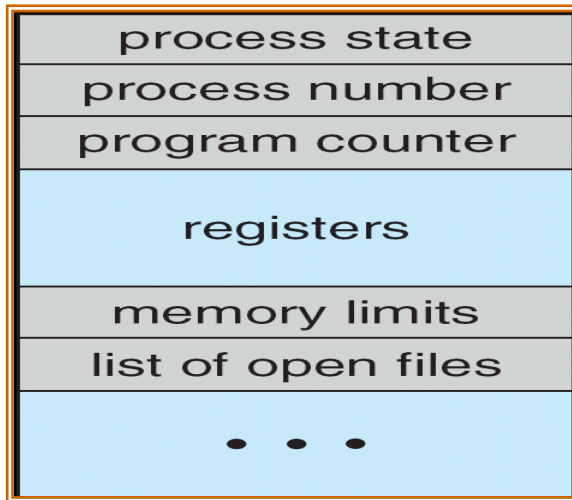 process state
process number
program counter
registers
memory limits
list of open files
• • •